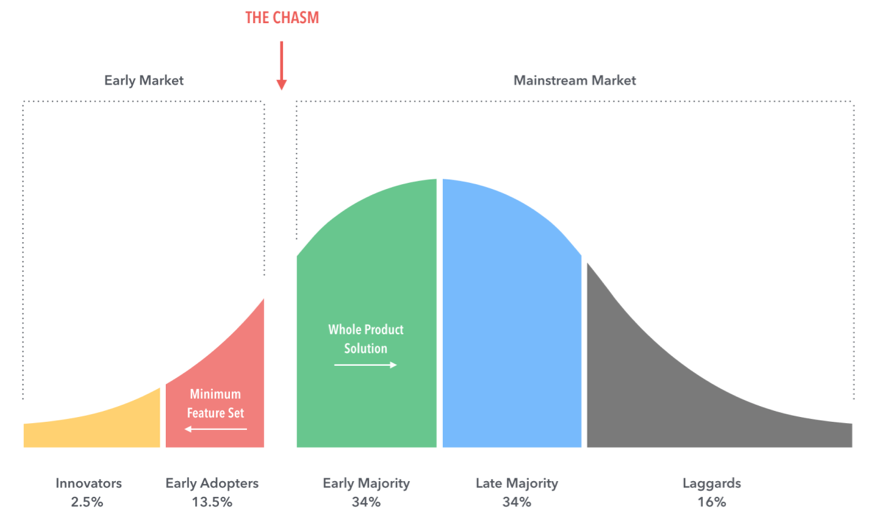 THE CHASM
Early Market
Mainstream Market
Whole Product
Solution
Minimum
Feature Set
Innovators
2.5%
Early Adopters
13.5%
Early Majority
34%
Late Majority
34%
Laggards
16%